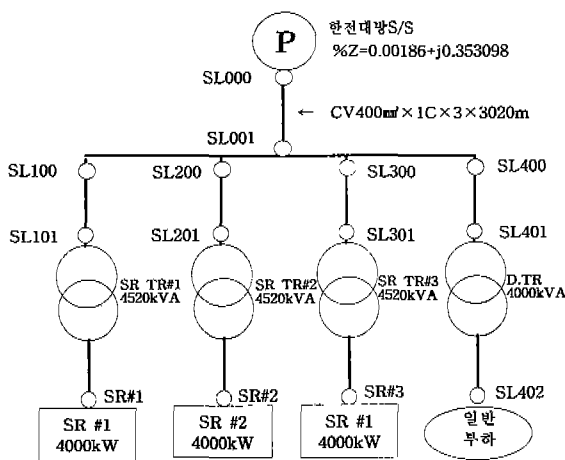 한전대방S/S
P
%Z=0.00186+j0.353098
SL000
← CV400㎟×1C×3×3020m
SL001
SL100
SL200
SL300
SL400
SL101
SL201
SL301
SL401
SR TR#1
4520kVA
SR TR#2
4520kVA
SR TR#3
4520kVA
D.TR
4000kVA
SR#1
SR#2
SR#3
SL402
SR #1
4000kW
SR #2
4000kW
SR #1
4000kW
일반
부하